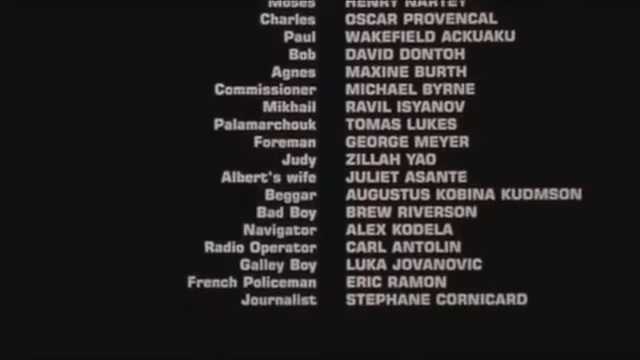 Moses HENRY NARTEY
Charles OSCAR PROVENCAL
Paul WAKEFIELD ACKUAKU
Bob DAVID DONTOH
Agnes MAXINE BURTH
Commissioner MICHAEL BYRNE
Mikhail RAVIL ISYANOV
Palamarchouk TOMAS LUKES
Foreman GEORGE MEYER
Judy ZILLAH YAO
Albert's wife JULIET ASANTE
Beggar AUGUSTUS KOBINA KUDMSON
Bad Boy BREW RIVERSON
Navigator ALEX KODELA
Radio Operator CARL ANTOLIN
Galley Boy LUKA JOVANOVIC
French Policeman ERIC RAMON
Journalist STEPHANE CORNICARD